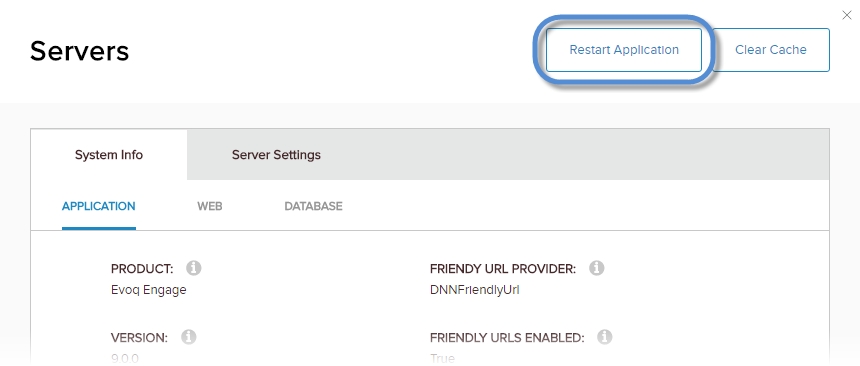 Servers
Restart Application
Clear Cache
System Info
Server Settings
APPLICATION
WEB
DATABASE
PRODUCT:
FRIENDY URL PROVIDER:
Evoq Engage
DNNFriendlyUrl
VERSION:
FRIENDLY URLS ENABLED:
9.0.0
True